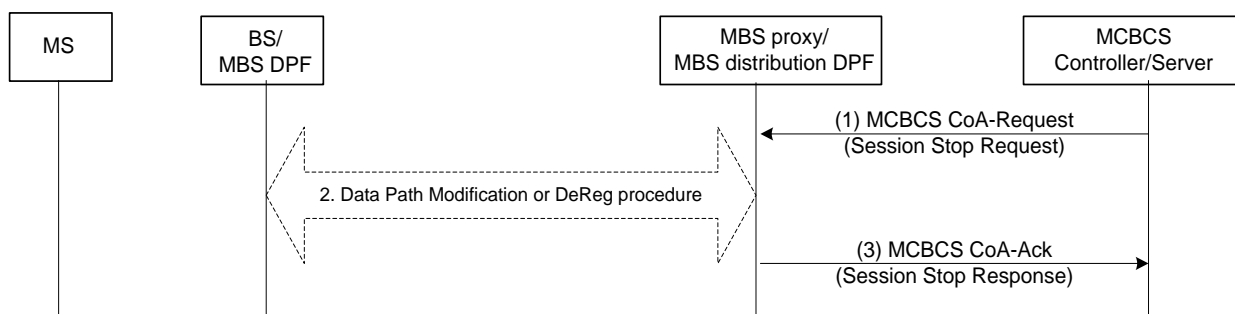 MS
BS/
MBS DPF
MBS proxy/
MBS distribution DPF
MCBCS
Controller/Server
(1) MCBCS CoA-Request
(Session Stop Request)
2. Data Path Modification or DeReg procedure
(3) MCBCS CoA-Ack
(Session Stop Response)